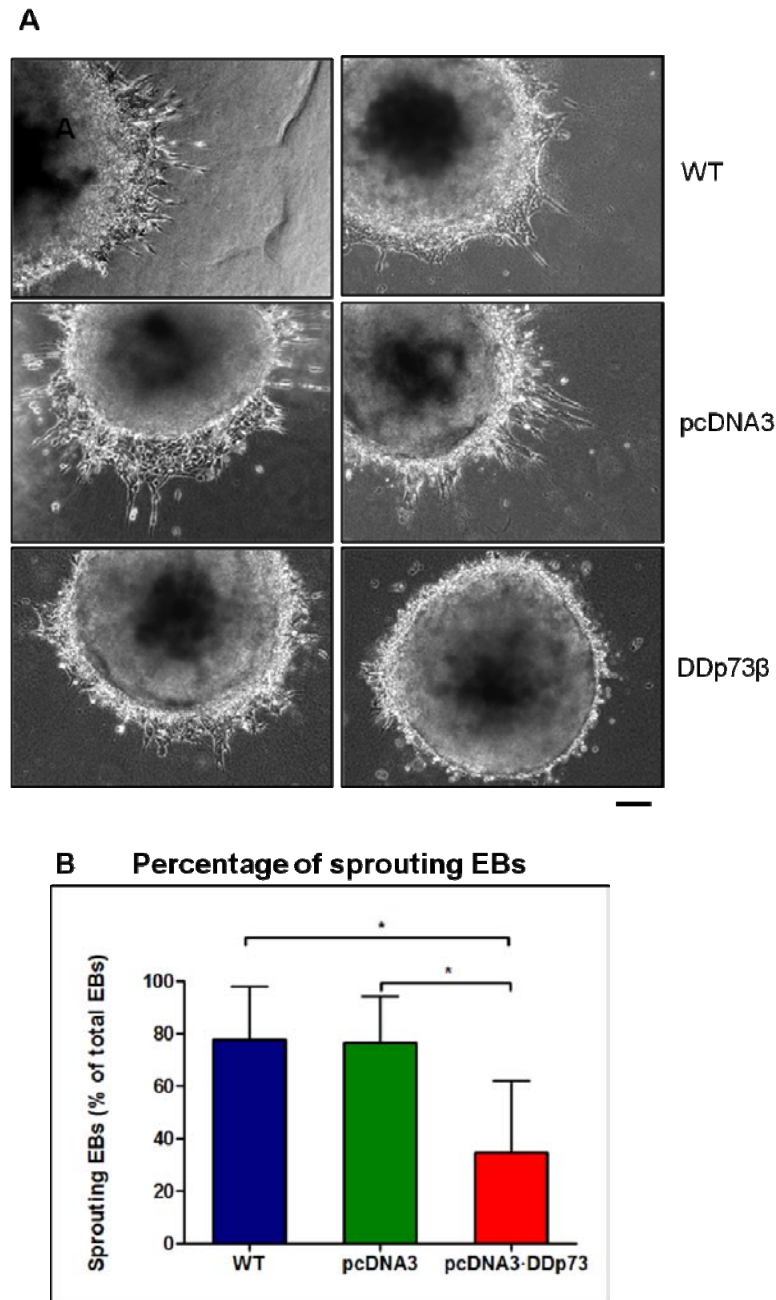 A
A
WT
pcDNA3
DDp73β
B Percentage of sprouting EBs
Sprouting EBs (% of total EBs)
*
*
100
80
60
40
20
0
WT pcDNA3 pcDNA3-DDp73